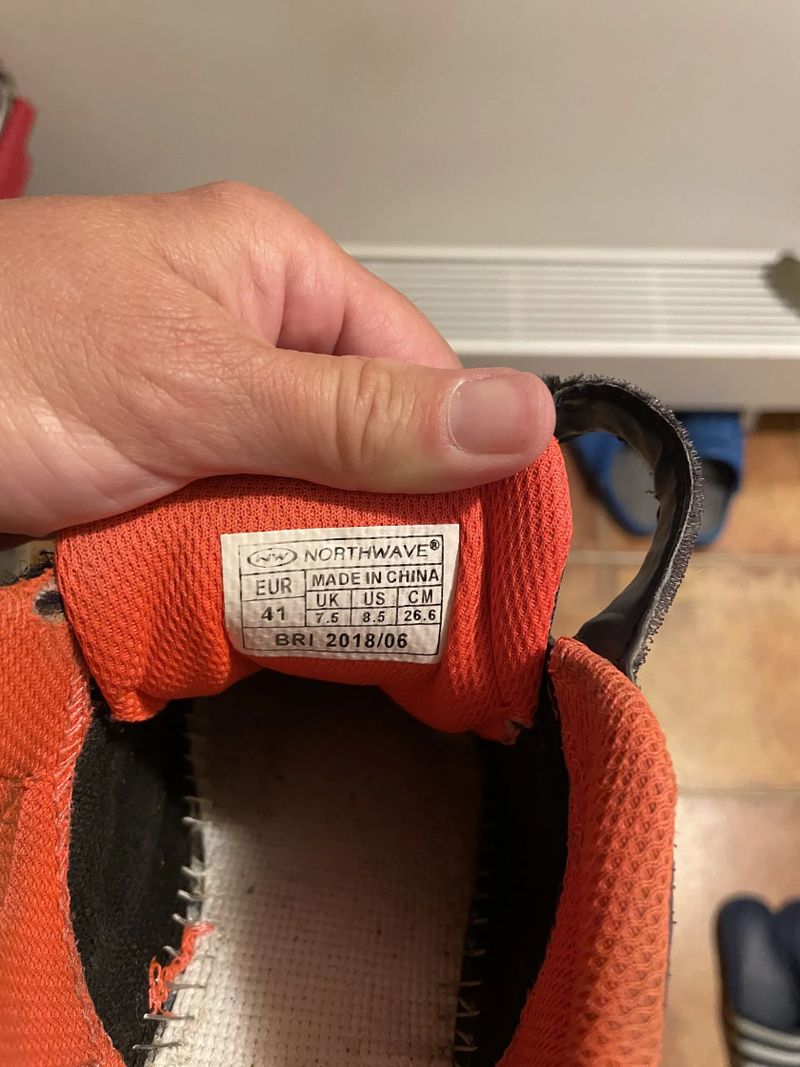 NW NORTHWAVE®
EUR MADE IN CHINA
UK US CM
41 7.5 8.5 26.6
BRI 2018/06